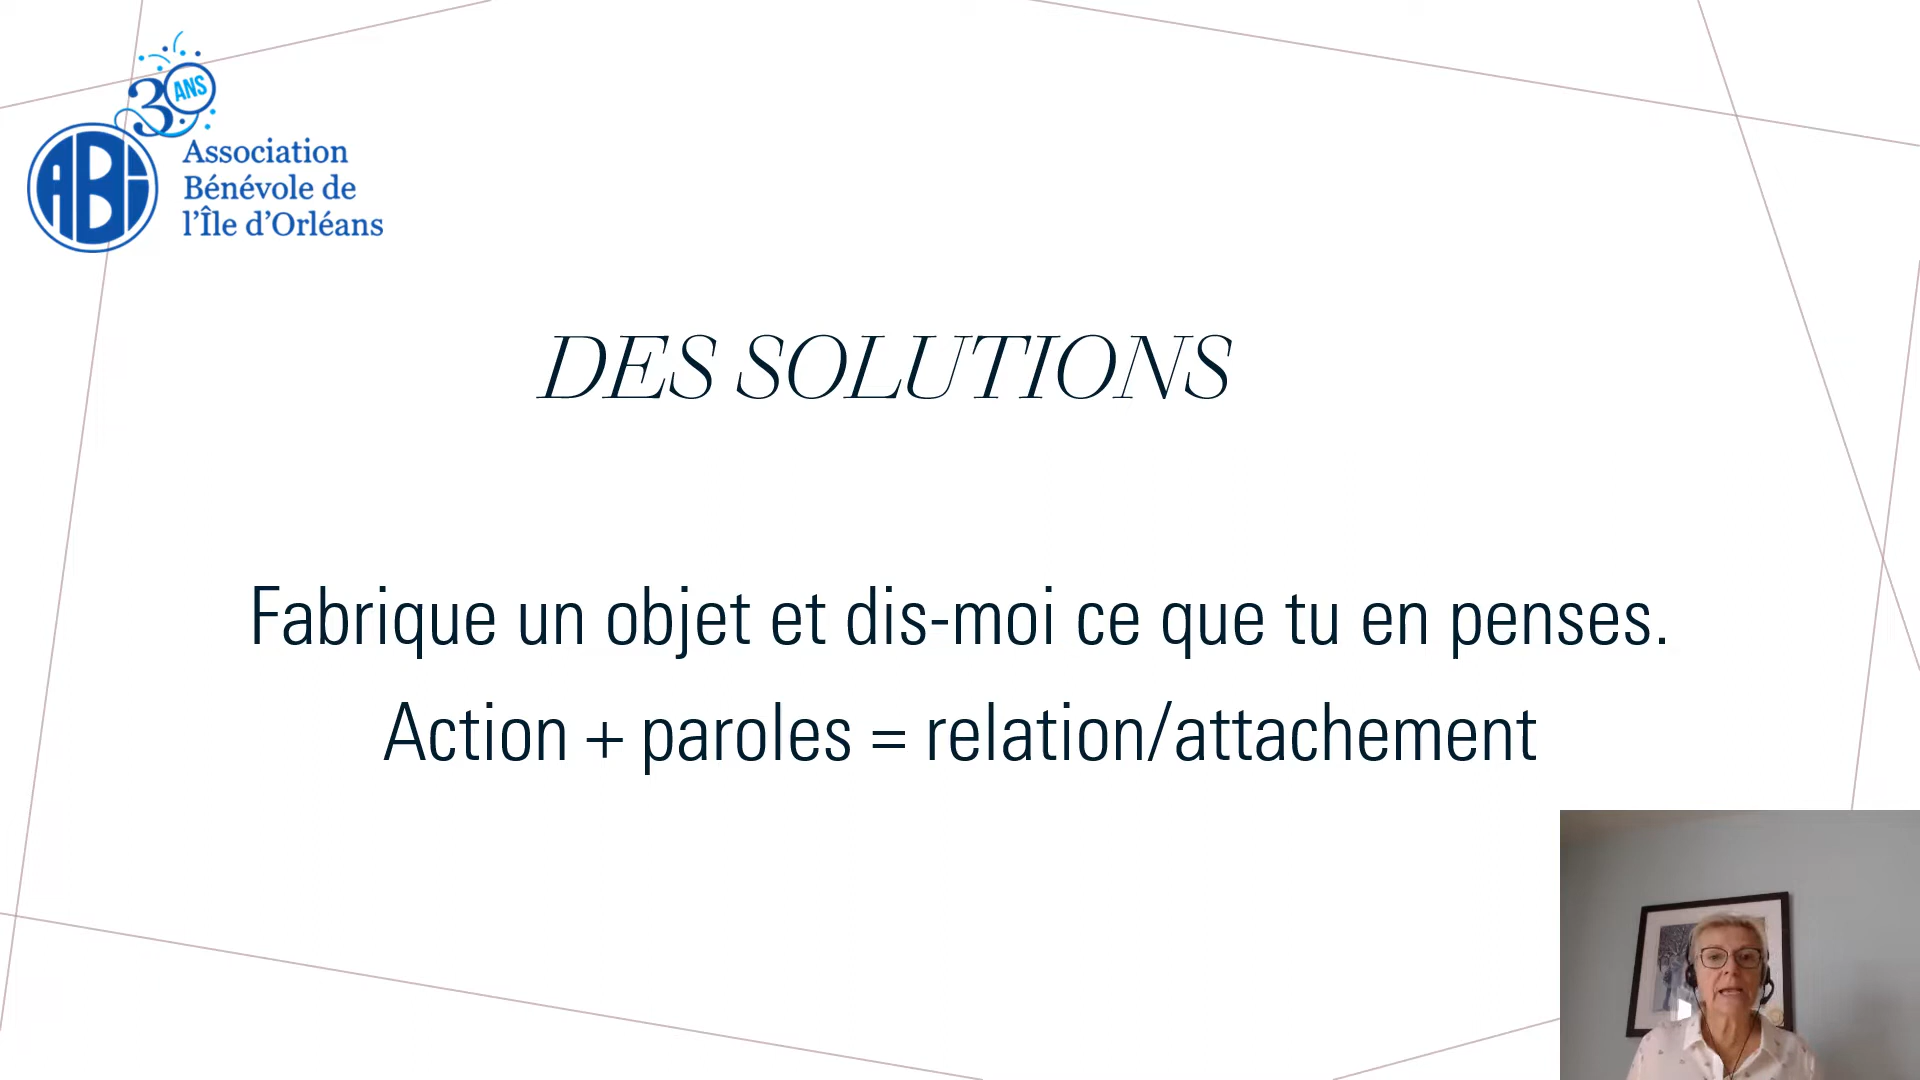 30 ANS
ABI
Association
Bénévole de
l'Île d'Orléans
DES SOLUTIONS
Fabrique un objet et dis-moi ce que tu en penses.
Action + paroles = relation/attachement